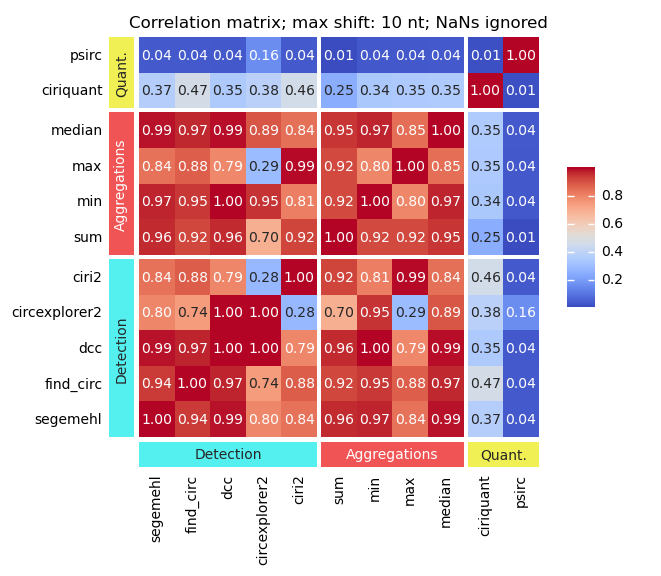 Correlation matrix; max shift: 10 nt; NaNs ignored
Quant.
psirc 0.04 0.04 0.04 0.16 0.04 0.01 0.04 0.04 0.04 0.01 1.00
ciriquant 0.37 0.47 0.35 0.38 0.46 0.25 0.34 0.35 0.35 1.00 0.01
Aggregations
median 0.99 0.97 0.99 0.89 0.84 0.95 0.97 0.85 1.00 0.35 0.04
max 0.84 0.88 0.79 0.29 0.99 0.92 0.80 1.00 0.85 0.35 0.04
min 0.97 0.95 1.00 0.95 0.81 0.92 1.00 0.80 0.97 0.34 0.04
sum 0.96 0.92 0.96 0.70 0.92 1.00 0.92 0.92 0.95 0.25 0.01
Detection
ciri2 0.84 0.88 0.79 0.28 1.00 0.92 0.81 0.99 0.84 0.46 0.04
circexplorer2 0.80 0.74 1.00 1.00 0.28 0.70 0.95 0.29 0.89 0.38 0.16
dcc 0.99 0.97 1.00 1.00 0.79 0.96 1.00 0.79 0.99 0.35 0.04
find_circ 0.94 1.00 0.97 0.74 0.88 0.92 0.95 0.88 0.97 0.47 0.04
segemehl 1.00 0.94 0.99 0.80 0.84 0.96 0.97 0.84 0.99 0.37 0.04
Detection Aggregations Quant.
segemehl
find_circ
dcc
circexplorer2
ciri2
sum
min
max
median
ciriquant
psirc
0.8
0.6
0.4
0.2